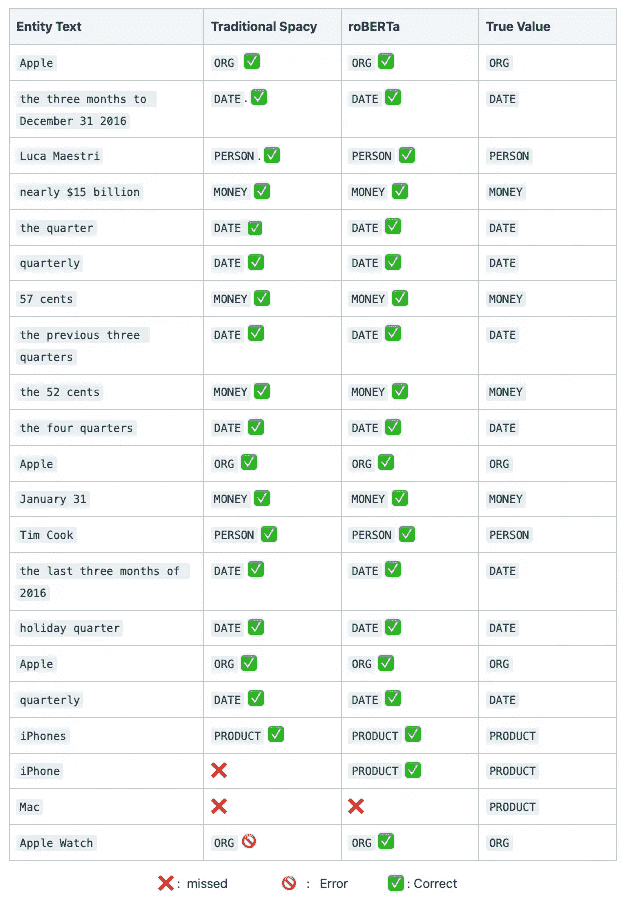 Entity Text Traditional Spacy roBERTa True Value
Apple ORG ✅ ORG ✅ ORG
the three months to
December 31 2016 DATE. ✅ DATE ✅ DATE
Luca Maestri PERSON. ✅ PERSON ✅ PERSON
nearly $15 billion MONEY ✅ MONEY ✅ MONEY
the quarter DATE ✅ DATE ✅ DATE
quarterly DATE ✅ DATE ✅ DATE
57 cents MONEY ✅ MONEY ✅ MONEY
the previous three
quarters DATE ✅ DATE ✅ DATE
the 52 cents MONEY ✅ MONEY ✅ MONEY
the four quarters DATE ✅ DATE ✅ DATE
Apple ORG ✅ ORG ✅ ORG
January 31 MONEY ✅ MONEY ✅ MONEY
Tim Cook PERSON ✅ PERSON ✅ PERSON
the last three months of
2016 DATE ✅ DATE ✅ DATE
holiday quarter DATE ✅ DATE ✅ DATE
Apple ORG ✅ ORG ✅ ORG
quarterly DATE ✅ DATE ✅ DATE
iPhones PRODUCT ✅ PRODUCT ✅ PRODUCT
iPhone ❌ PRODUCT ✅ PRODUCT
Mac ❌ ❌ PRODUCT
Apple Watch ORG 🚫 ORG ✅ ORG
❌ : missed 🚫 : Error ✅ : Correct